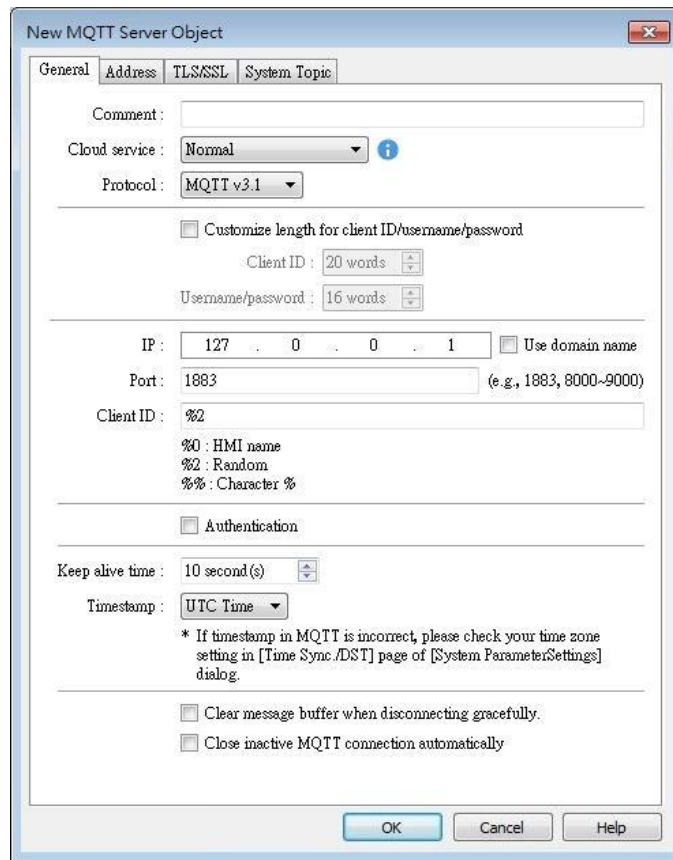 New MQTT Server Object
General Address TLS/SSL System Topic
Comment :
Cloud service : Normal
Protocol : MQTT v3.1
Customize length for client ID/username/password
Client ID : 20 words
Username/password : 16 words
IP : 127 . 0 . 0 . 1 Use domain name
Port : 1883 (e.g., 1883, 8000~9000)
Client ID : %2
%0 : HMI name
%2 : Random
%% : Character %
Authentication
Keep alive time : 10 second(s)
Timestamp : UTC Time
* If timestamp in MQTT is incorrect, please check your time zone
setting in [Time Sync./DST] page of [System ParameterSettings]
dialog.
Clear message buffer when disconnecting gracefully.
Close inactive MQTT connection automatically
OK Cancel Help